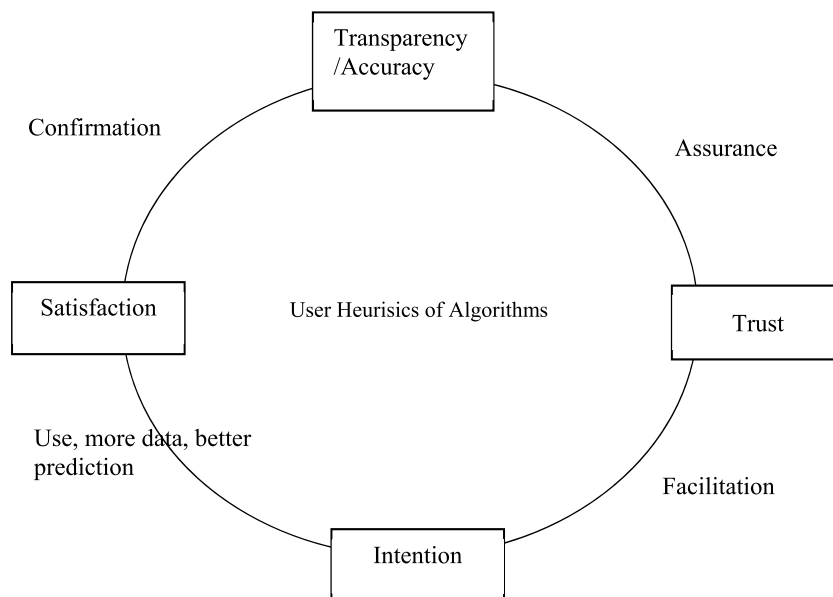 Transparency
/Accuracy
Confirmation
Assurance
Satisfaction
User Heurisics of Algorithms
Trust
Use, more data, better
prediction
Facilitation
Intention